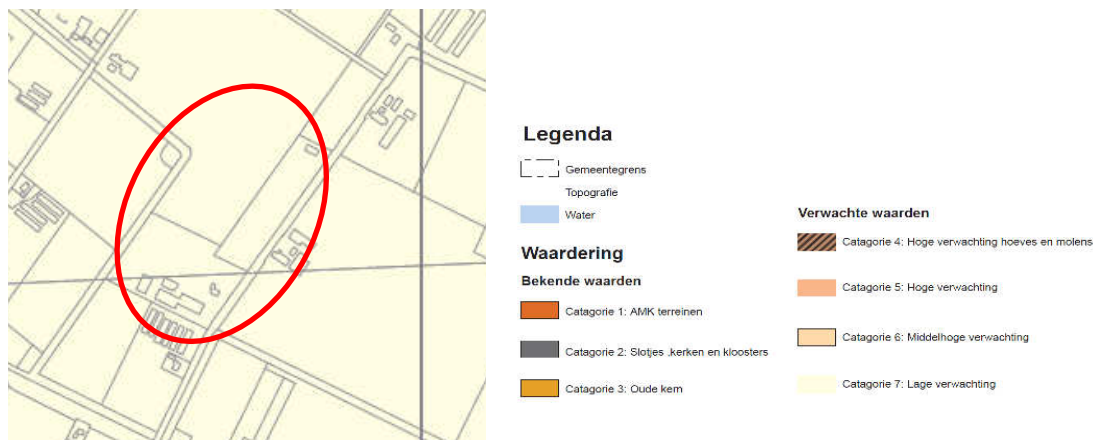 Legenda
Gemeentegrens
Topografie
Water
Waardering
Bekende waarden
Catagorie 1: AMK terreinen
Catagorie 2: Slotjes ,kerken en kloosters
Catagorie 3: Oude kern
Verwachte waarden
Catagorie 4: Hoge verwachting hoeves en molens
Catagorie 5: Hoge verwachting
Catagorie 6: Middelhoge verwachting
Catagorie 7: Lage verwachting